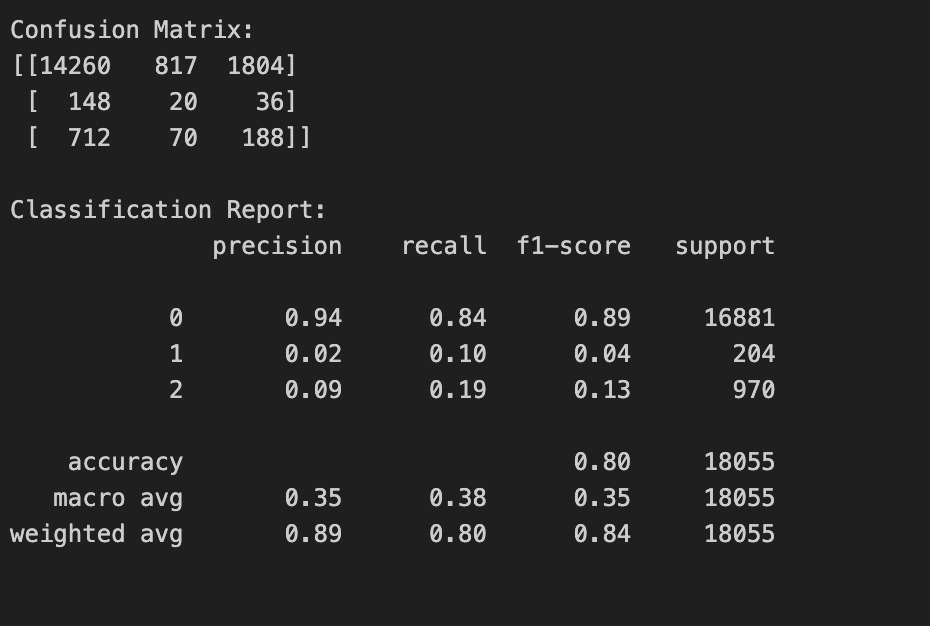 Confusion Matrix:
[[14260   817  1804]
 [  148    20    36]
 [  712    70   188]]
Classification Report:
              precision    recall  f1-score   support
           0       0.94      0.84      0.89     16881
           1       0.02      0.10      0.04       204
           2       0.09      0.19      0.13       970
    accuracy                           0.80     18055
   macro avg       0.35      0.38      0.35     18055
weighted avg       0.89      0.80      0.84     18055